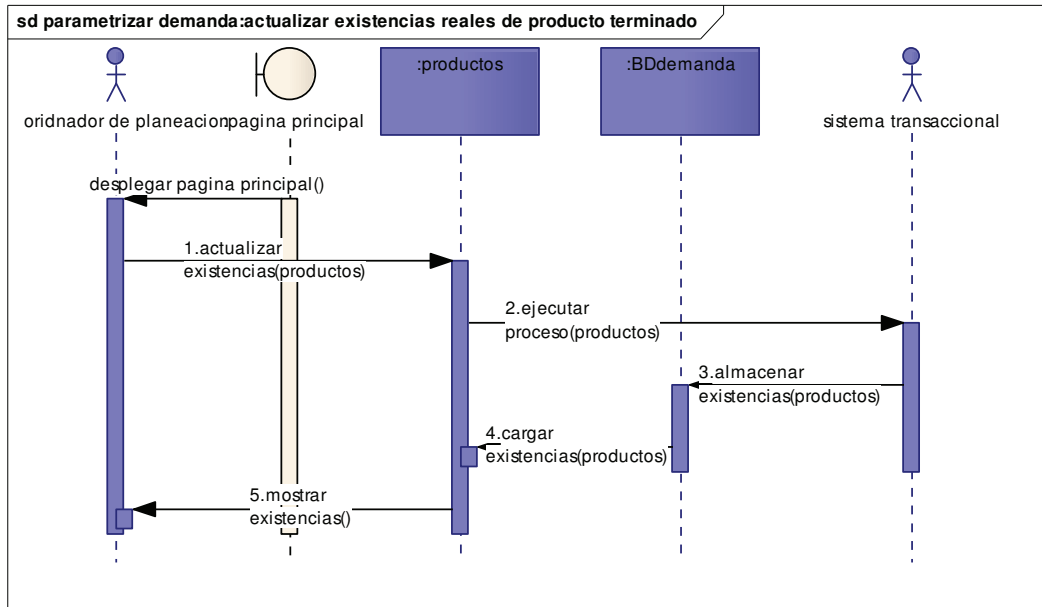 sd parametrizar demanda:actualizar existencias reales de producto terminado
:productos
:BDdemanda
oridnador de planeacion
:pagina principal
sistema transaccional
desplegar pagina principal()
1.actualizar
existencias(productos)
2.ejecutar
proceso(productos)
3.almacenar
existencias(productos)
4.cargar
existencias(productos)
5.mostrar
existencias()